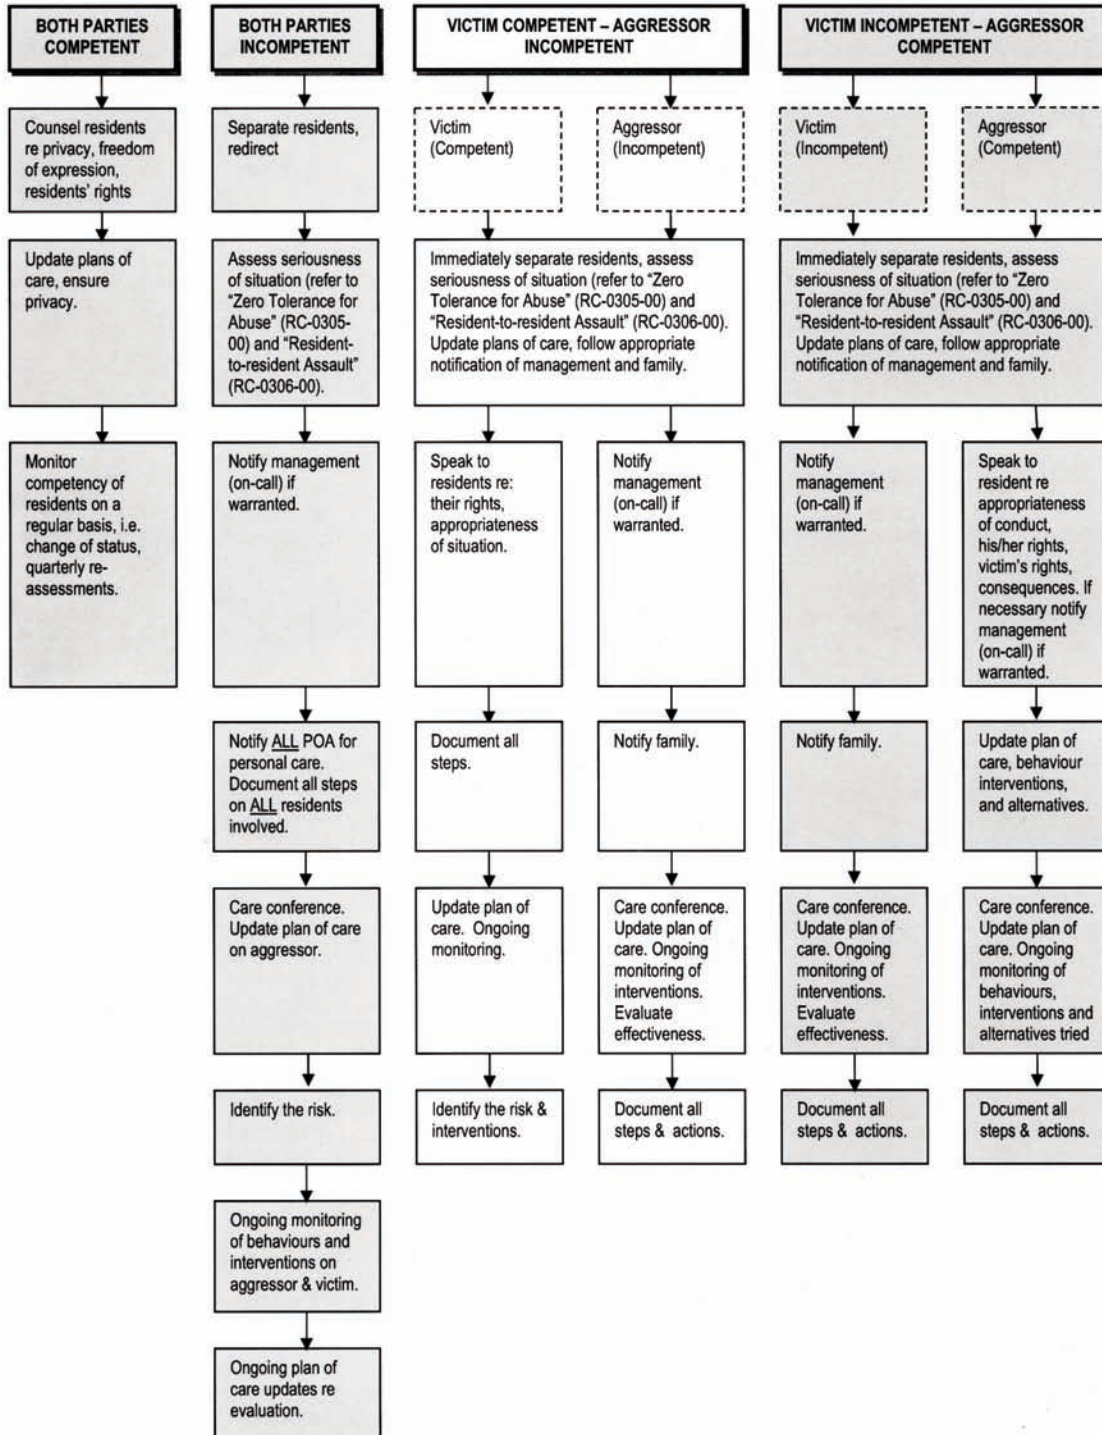 BOTH PARTIES
COMPETENT
Counsel residents
re privacy, freedom
of expression,
residents' rights
Update plans of
care, ensure
privacy.
Monitor
competency of
residents on a
regular basis, i.e.
change of status,
quarterly re-
assessments.
BOTH PARTIES
INCOMPETENT
Separate residents,
redirect
Assess seriousness
of situation (refer to
"Zero Tolerance for
Abuse" (RC-0305-
00) and "Resident-
to-resident Assault"
(RC-0306-00).
Notify management
(on-call) if
warranted.
Notify ALL POA for
personal care.
Document all steps
on ALL residents
involved.
Care conference.
Update plan of care
on aggressor.
Identify the risk.
Ongoing monitoring
of behaviours and
interventions on
aggressor & victim.
Ongoing plan of
care updates re
evaluation.
VICTIM COMPETENT – AGGRESSOR
INCOMPETENT
Victim
(Competent)
Aggressor
(Incompetent)
Immediately separate residents, assess
seriousness of situation (refer to "Zero
Tolerance for Abuse" (RC-0305-00) and
"Resident-to-resident Assault" (RC-0306-00).
Update plans of care, follow appropriate
notification of management and family.
Speak to
residents re:
their rights,
appropriateness
of situation.
Document all
steps.
Update plan of
care. Ongoing
monitoring.
Identify the risk &
interventions.
Notify
management
(on-call) if
warranted.
Notify family.
Care conference.
Update plan of
care. Ongoing
monitoring of
interventions.
Evaluate
effectiveness.
Document all
steps & actions.
VICTIM INCOMPETENT – AGGRESSOR
COMPETENT
Victim
(Incompetent)
Aggressor
(Competent)
Immediately separate residents, assess
seriousness of situation (refer to "Zero
Tolerance for Abuse" (RC-0305-00) and
"Resident-to-resident Assault" (RC-0306-00).
Update plans of care, follow appropriate
notification of management and family.
Notify
management
(on-call) if
warranted.
Notify family.
Care conference.
Update plan of
care. Ongoing
monitoring of
interventions.
Evaluate
effectiveness.
Document all
steps & actions.
Speak to
resident re
appropriateness
of conduct,
his/her rights,
victim's rights,
consequences. If
necessary notify
management
(on-call) if
warranted.
Update plan of
care, behaviour
interventions,
and alternatives.
Care conference.
Update plan of
care. Ongoing
monitoring of
behaviours,
interventions and
alternatives tried
Document all
steps & actions.